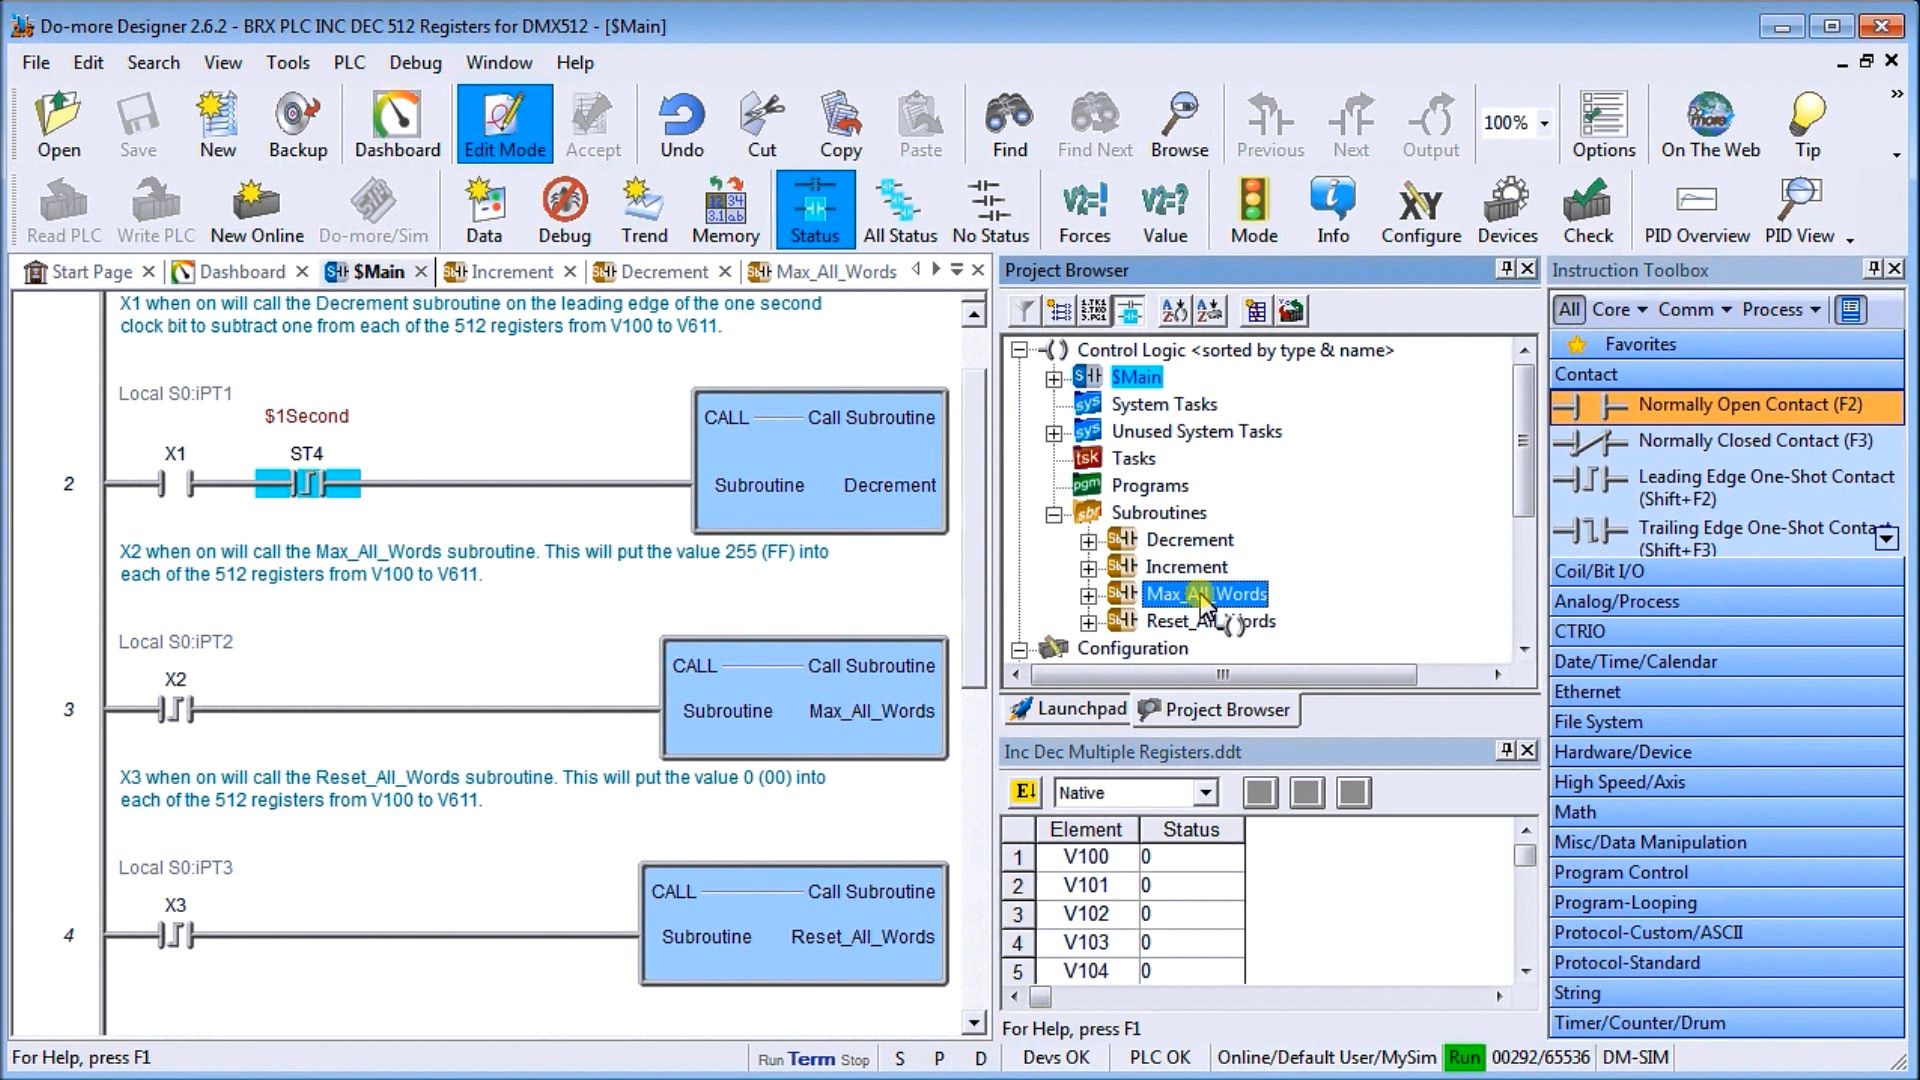 Do-more Designer 2.6.2 - BRX PLC INC DEC 512 Registers for DMX512 - [$Main]
File Edit Search View Tools PLC Debug Window Help
Open Save New Backup Dashboard Edit Mode Accept Undo Cut Copy Paste Find Find Next Browse Previous Next Output 100% Options On The Web Tip
Read PLC Write PLC New Online Do-more/Sim Data Debug Trend Memory Status All Status No Status Forces Value Mode Info Configure Devices Check PID Overview PID View
Start Page Dashboard $Main Increment Decrement Max_All_Words
X1 when on will call the Decrement subroutine on the leading edge of the one second
clock bit to subtract one from each of the 512 registers from V100 to V611.
Local S0:iPT1
$1Second
X1 ST4
CALL Call Subroutine
2
Subroutine Decrement
X2 when on will call the Max_All_Words subroutine. This will put the value 255 (FF) into
each of the 512 registers from V100 to V611.
Local S0:iPT2
X2
CALL Call Subroutine
3
Subroutine Max_All_Words
X3 when on will call the Reset_All_Words subroutine. This will put the value 0 (00) into
each of the 512 registers from V100 to V611.
Local S0:iPT3
X3
CALL Call Subroutine
4
Subroutine Reset_All_Words
Project Browser
Control Logic <sorted by type & name>
$Main
System Tasks
Unused System Tasks
Tasks
Programs
Subroutines
Decrement
Increment
Max_All_Words
Configuration
Launchpad Project Browser
Inc Dec Multiple Registers.ddt
Native
Element Status
1 V100 0
2 V101 0
3 V102 0
4 V103 0
5 V104 0
For Help, press F1
Instruction Toolbox
All Core Comm Process
Favorites
Contact
Normally Open Contact (F2)
Normally Closed Contact (F3)
Leading Edge One-Shot Contact
(Shift+F2)
Trailing Edge One-Shot
(Shift+F3)
Coil/Bit I/O
Analog/Process
CTRIO
Date/Time/Calendar
Ethernet
File System
Hardware/Device
High Speed/Axis
Math
Misc/Data Manipulation
Program Control
Program-Looping
Protocol-Custom/ASCII
Protocol-Standard
String
Timer/Counter/Drum
For Help, press F1
Run Term Stop S P D Devs OK PLC OK Online/Default User/MySim Run 00292/65536 DM-SIM